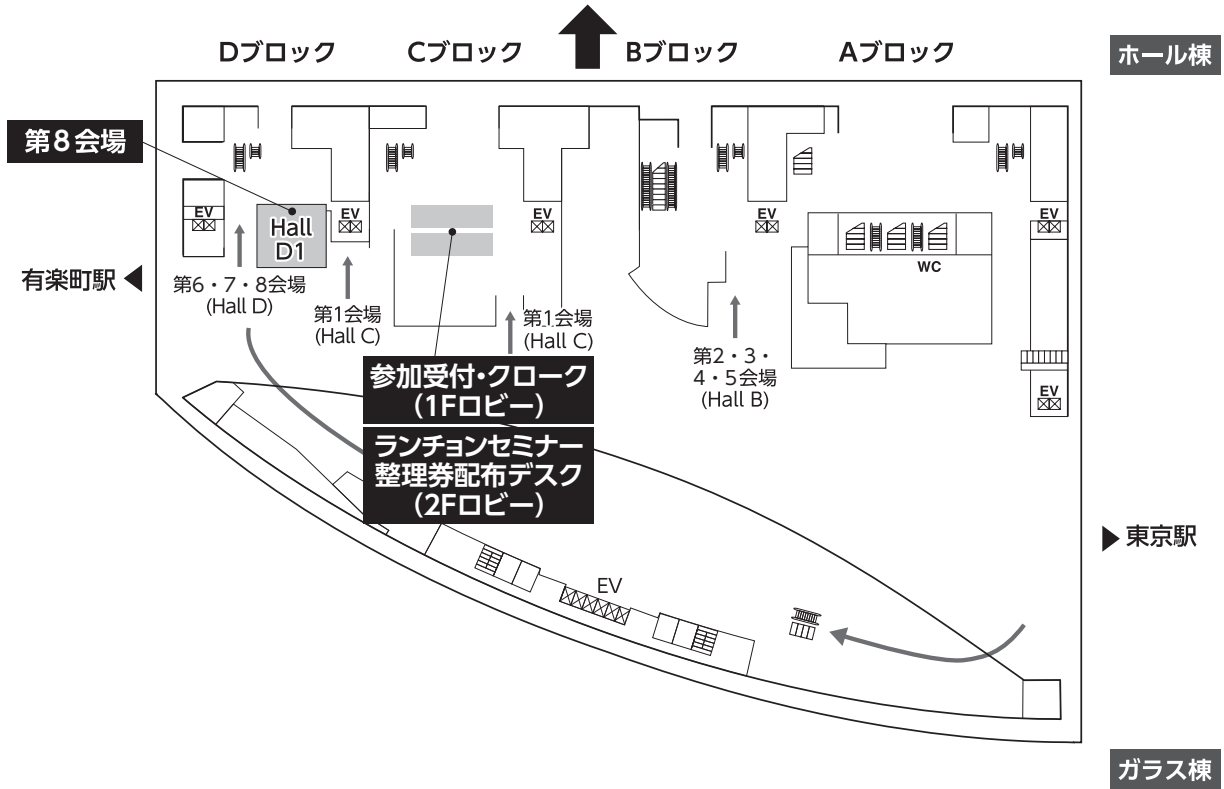 Dブロック
Cブロック
Bブロック
Aブロック
ホール棟
第8会場
EV
Hall
D1
EV
EV
EV
EV
WC
有楽町駅
第6・7・8会場
(Hall D)
第1会場
(Hall C)
第1会場
(Hall C)
第2・3・
4・5会場
(Hall B)
参加受付・クローク
(1Fロビー)
ランチョンセミナー
整理券配布デスク
(2Fロビー)
EV
東京駅
EV
ガラス棟